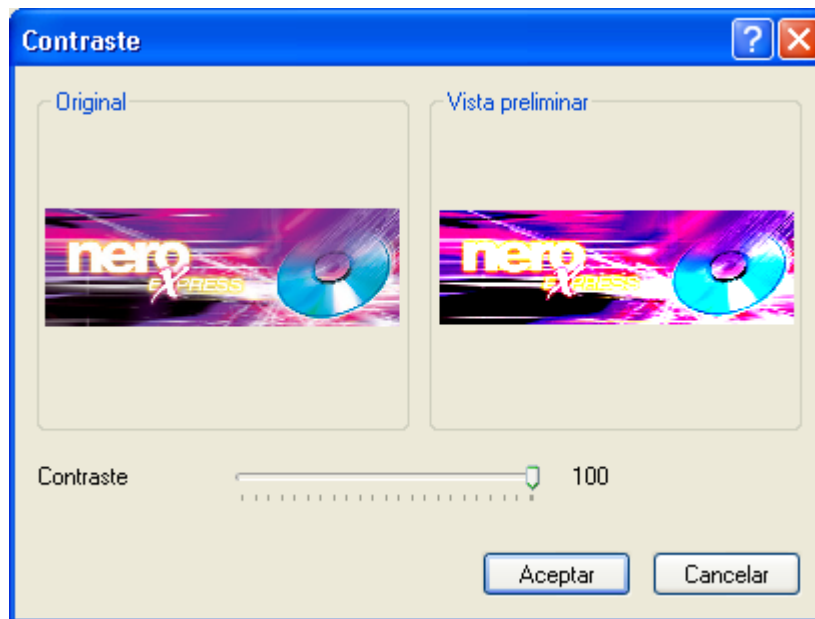 Contraste
Original
Vista preliminar
nero
EXPRESS
nero
EXPRESS
Contraste
100
Aceptar
Cancelar